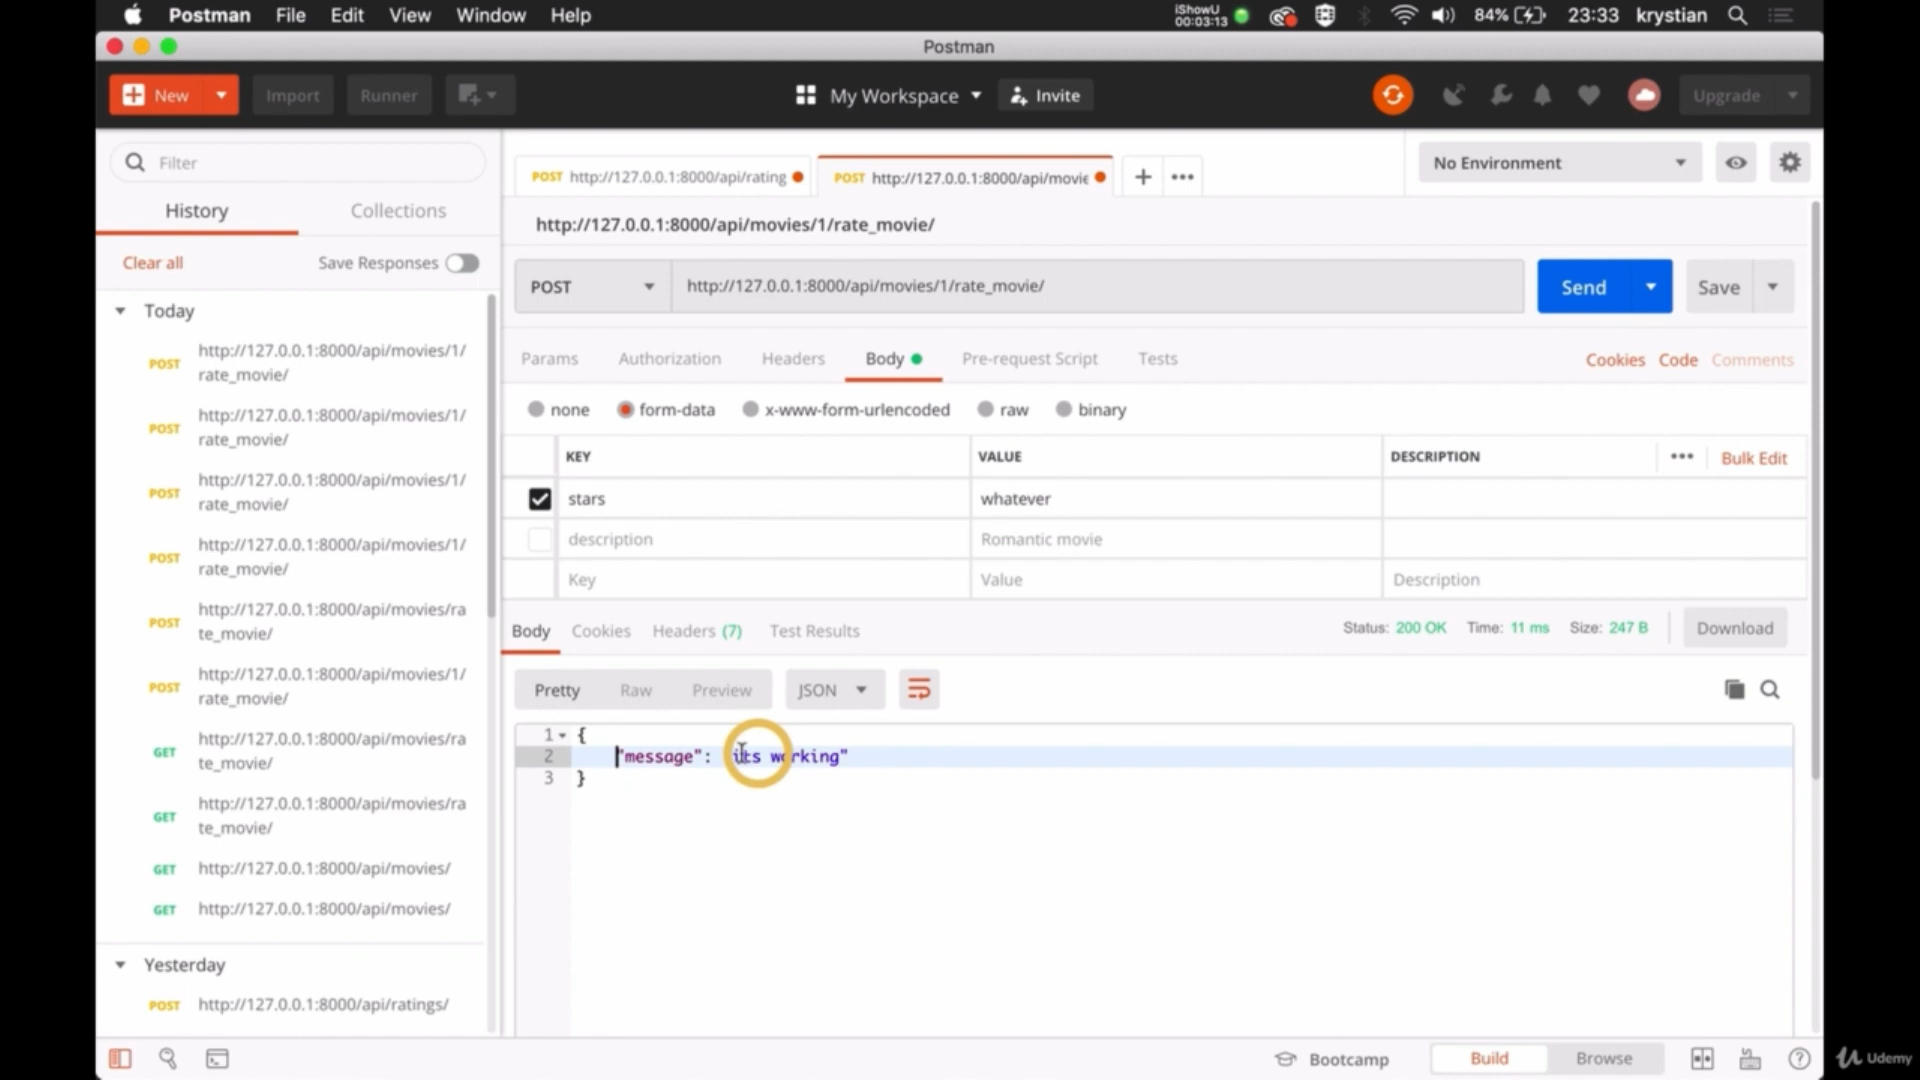 Postman File Edit View Window Help
iShowU
00:03:13
84% 23:33 krystian
Postman
New Import Runner My Workspace Invite Upgrade
Filter
History Collections
Clear all Save Responses
Today
POST http://127.0.0.1:8000/api/movies/1/
rate_movie/
POST http://127.0.0.1:8000/api/movies/1/
rate_movie/
POST http://127.0.0.1:8000/api/movies/1/
rate_movie/
POST http://127.0.0.1:8000/api/movies/1/
rate_movie/
POST http://127.0.0.1:8000/api/movies/ra
te_movie/
POST http://127.0.0.1:8000/api/movies/1/
rate_movie/
GET http://127.0.0.1:8000/api/movies/ra
te_movie/
GET http://127.0.0.1:8000/api/movies/ra
te_movie/
GET http://127.0.0.1:8000/api/movies/
GET http://127.0.0.1:8000/api/movies/
Yesterday
POST http://127.0.0.1:8000/api/ratings/
POST http://127.0.0.1:8000/api/rating POST http://127.0.0.1:8000/api/movie
No Environment
http://127.0.0.1:8000/api/movies/1/rate_movie/
POST http://127.0.0.1:8000/api/movies/1/rate_movie/ Send Save
Params Authorization Headers Body Pre-request Script Tests Cookies Code Comments
none form-data x-www-form-urlencoded raw binary
KEY VALUE DESCRIPTION Bulk Edit
stars whatever
description Romantic movie
Key Value Description
Body Cookies Headers (7) Test Results Status: 200 OK Time: 11 ms Size: 247 B Download
Pretty Raw Preview JSON
1 {
2 "message": "its working"
3 }
Bootcamp Build Browse
Udemy